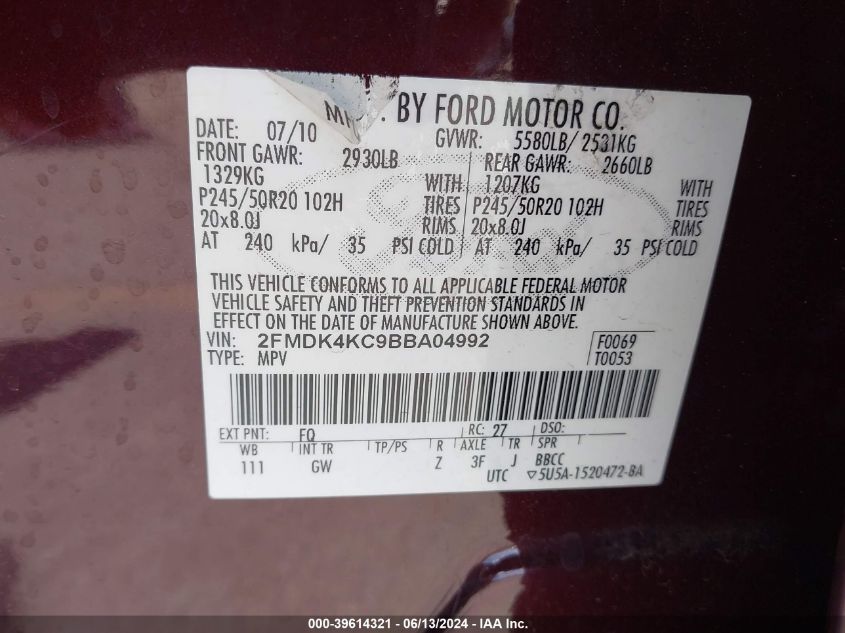 MF . BY FORD MOTOR CO.
DATE: 07/10 GVWR: 5580LB/ 2531KG
FRONT GAWR: 2930LB REAR GAWR: 2660LB
1329KG WITH 1207KG WITH
P245/50R20 102H TIRES P245/50R20 102H TIRES
20x8.0J RIMS 20x8.0J RIMS
AT 240 kPa/ 35 PSI COLD AT 240 kPa/ 35 PSI COLD
THIS VEHICLE CONFORMS TO ALL APPLICABLE FEDERAL MOTOR
VEHICLE SAFETY AND THEFT PREVENTION STANDARDS IN
EFFECT ON THE DATE OF MANUFACTURE SHOWN ABOVE.
VIN: 2FMDK4KC9BBA04992 F0069
TYPE: MPV T0053
EXT PNT: FQ RC: 27 DSO:
WB INT TR TP/PS R AXLE TR SPR
111 GW Z 3F J BBCC
UTC ▽5U5A-1520472-BA
000-39614321 - 06/13/2024 - IAA Inc.